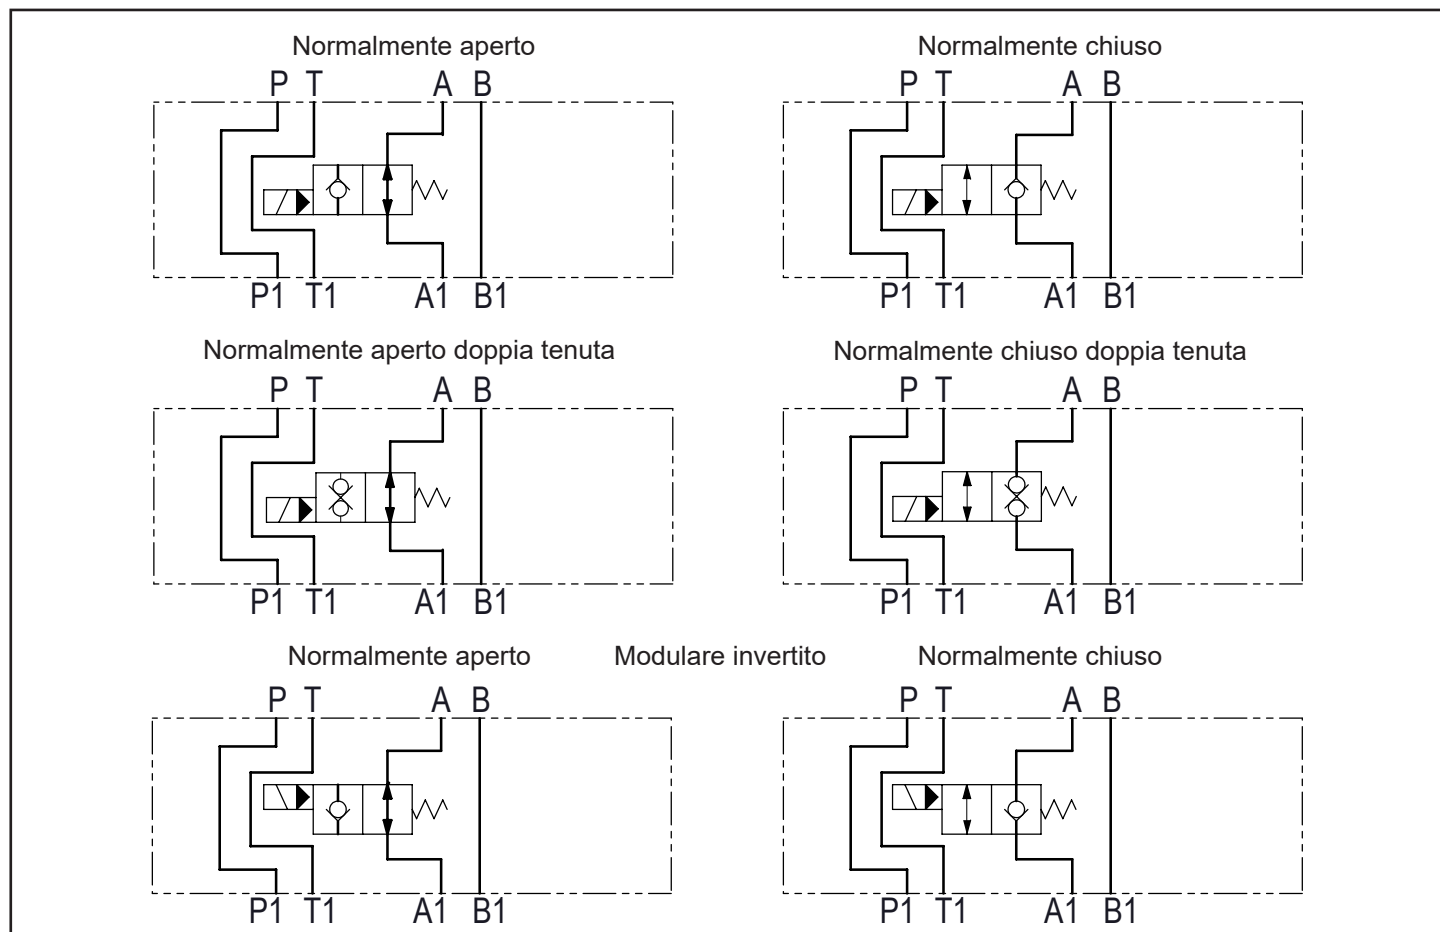 Normalmente aperto Normalmente chiuso
P T A B P T A B
P1 T1 A1 B1 P1 T1 A1 B1
Normalmente aperto doppia tenuta Normalmente chiuso doppia tenuta
P T A B P T A B
P1 T1 A1 B1 P1 T1 A1 B1
Normalmente aperto Modulare invertito Normalmente chiuso
P T A B P T A B
P1 T1 A1 B1 P1 T1 A1 B1